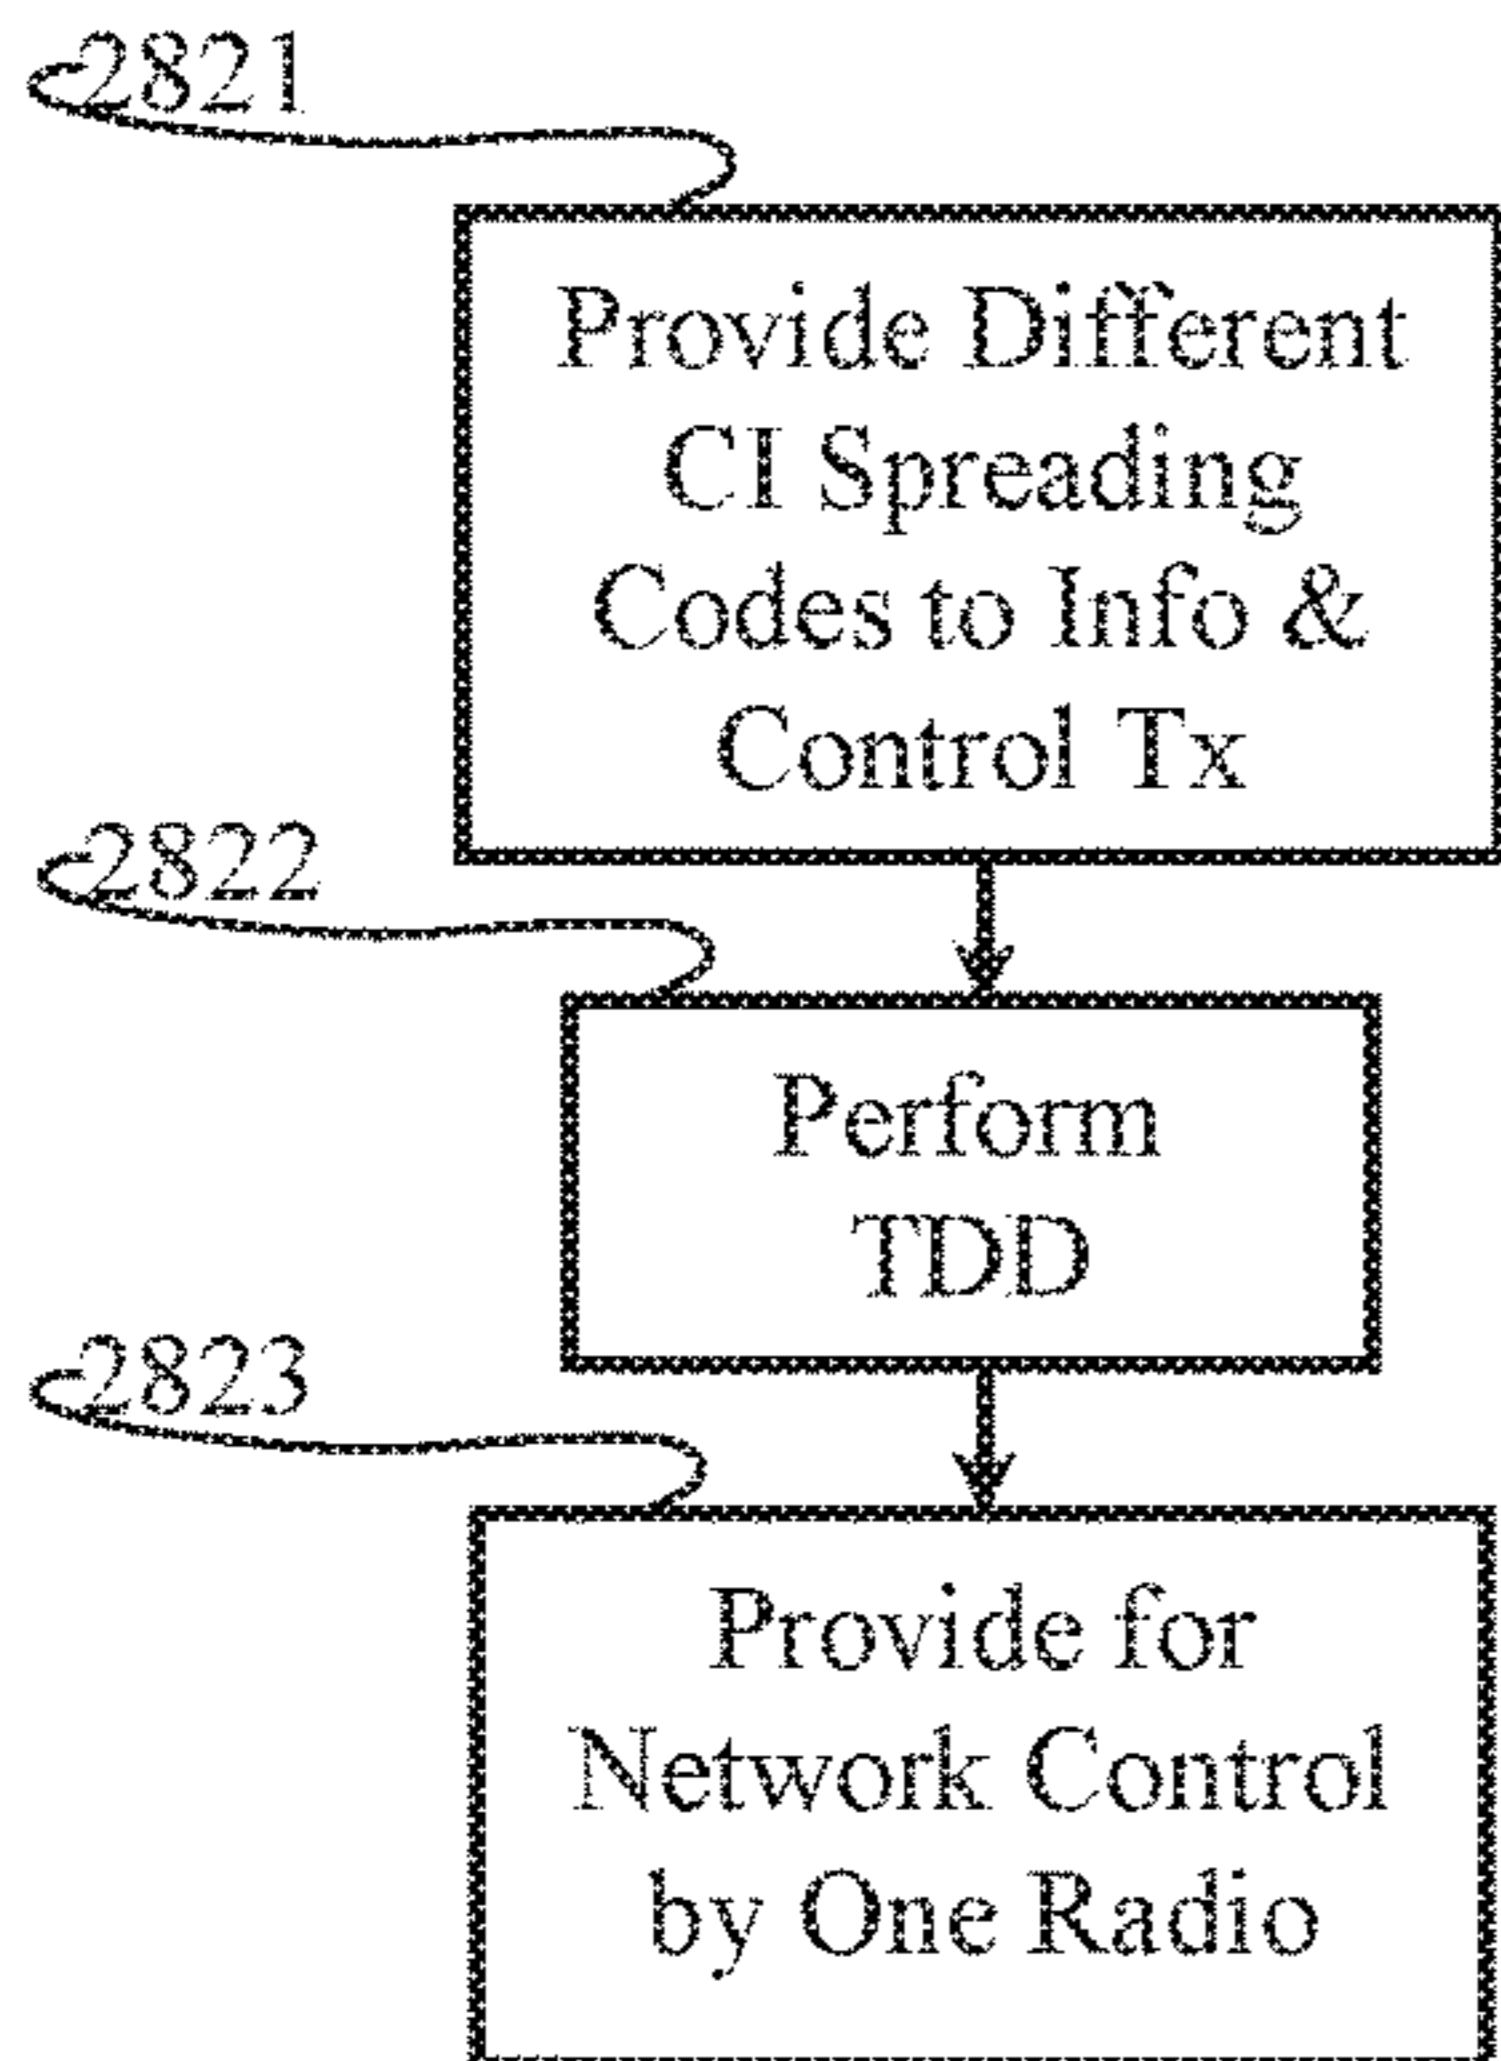 2821
Provide Different
CI Spreading
Codes to Info &
Control Tx
2822
Perform
TDD
2823
Provide for
Network Control
by One Radio